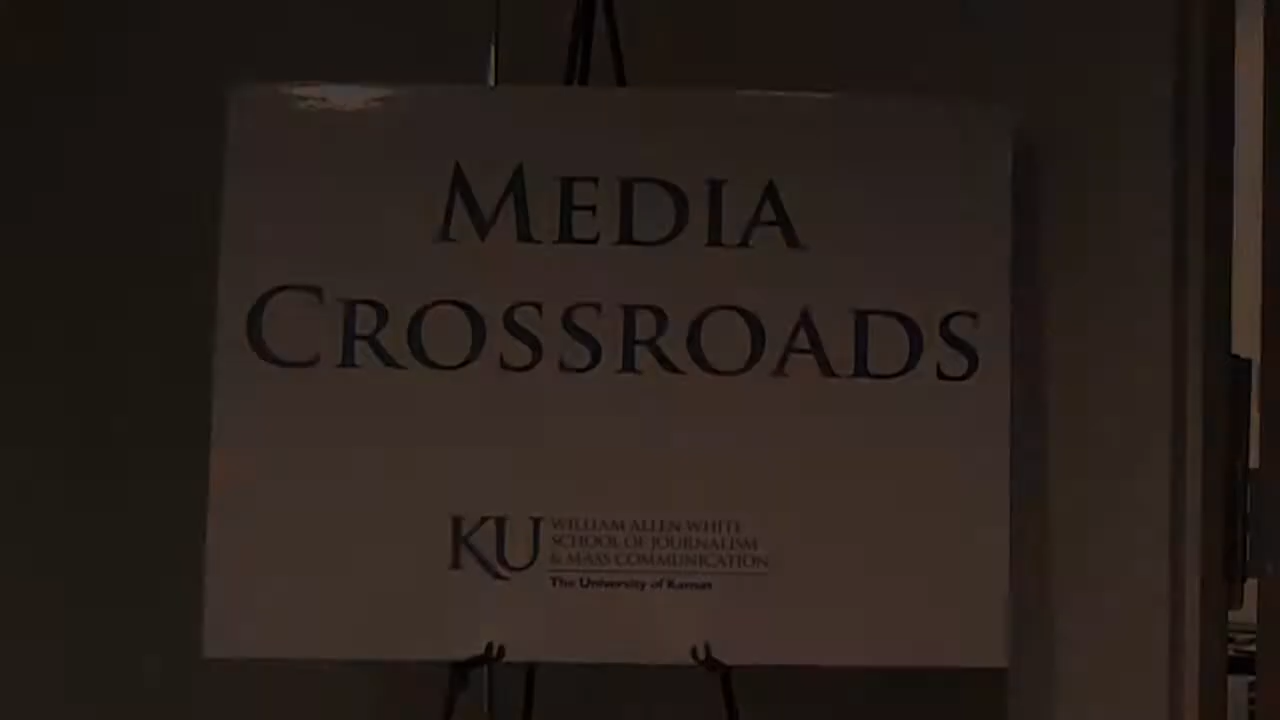 MEDIA
CROSSROADS
KU
WILLIAM ALLEN WHITE
SCHOOL OF JOURNALISM
& MASS COMMUNICATION
The University of Kansas